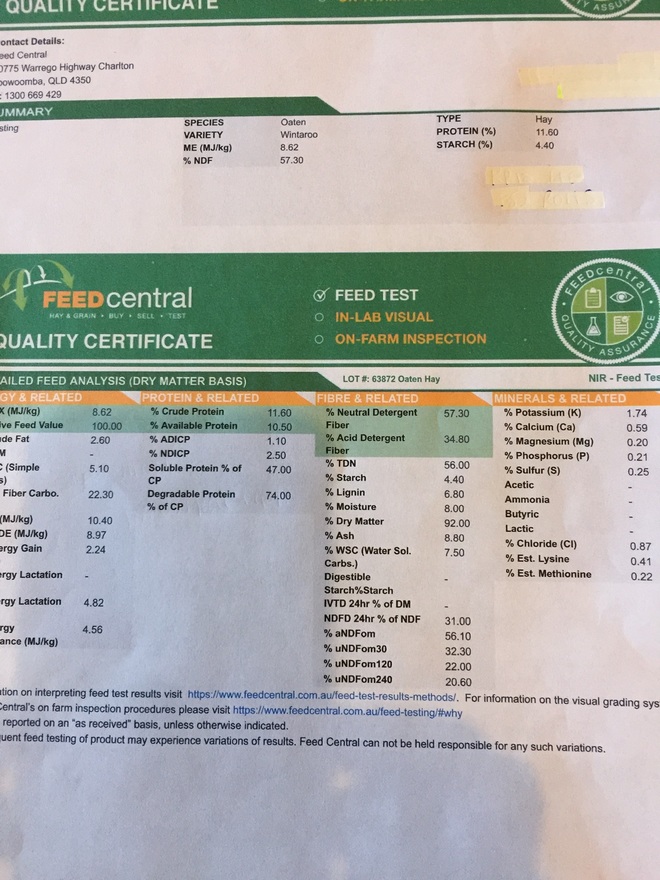 QUALITY CERTIFICATE
ontact Details:
eed Central
0775 Warrego Highway Charlton
oowoomba, QLD 4350
: 1300 669 429
UMMARY
sting
SPECIES Oaten TYPE Hay
VARIETY Wintaroo PROTEIN (%) 11.60
ME (MJ/kg) 8.62 STARCH (%) 4.40
% NDF 57.30
FEED central
HAY & GRAIN • BUY • SELL • TEST
QUALITY CERTIFICATE
FEED TEST
IN-LAB VISUAL
ON-FARM INSPECTION
FEEDcentral
QUALITY ASSURANCE
AILED FEED ANALYSIS (DRY MATTER BASIS) LOT #: 63872 Oaten Hay NIR - Feed Tes
GY & RELATED
X (MJ/kg) 8.62
ive Feed Value 100.00
de Fat 2.60
M -
C (Simple
s) 5.10
Fiber Carbo. 22.30
(MJ/kg) 10.40
DE (MJ/kg) 8.97
ergy Gain 2.24
ergy Lactation -
ergy Lactation 4.82
rgy 4.56
ance (MJ/kg)
PROTEIN & RELATED
% Crude Protein 11.60
% Available Protein 10.50
% ADICP 1.10
% NDICP 2.50
Soluble Protein % of 47.00
CP
Degradable Protein 74.00
% of CP
FIBRE & RELATED
% Neutral Detergent 57.30
Fiber
% Acid Detergent 34.80
Fiber
% TDN 56.00
% Starch 4.40
% Lignin 6.80
% Moisture 8.00
% Dry Matter 92.00
% Ash 8.80
% WSC (Water Sol. 7.50
Carbs.)
Digestible -
Starch%Starch
IVTD 24hr % of DM -
NDFD 24hr % of NDF 31.00
% aNDFom 56.10
% uNDFom30 32.30
% uNDFom120 22.00
% uNDFom240 20.60
MINERALS & RELATED
% Potassium (K) 1.74
% Calcium (Ca) 0.59
% Magnesium (Mg) 0.20
% Phosphorus (P) 0.21
% Sulfur (S) 0.25
Acetic -
Ammonia -
Butyric -
Lactic -
% Chloride (Cl) 0.87
% Est. Lysine 0.41
% Est. Methionine 0.22
ation on interpreting feed test results visit https://www.feedcentral.com.au/feed-test-results-methods/. For information on the visual grading sys
Central's on farm inspection procedures please visit https://www.feedcentral.com.au/feed-testing/#why
reported on an "as received" basis, unless otherwise indicated.
quent feed testing of product may experience variations of results. Feed Central can not be held responsible for any such variations.